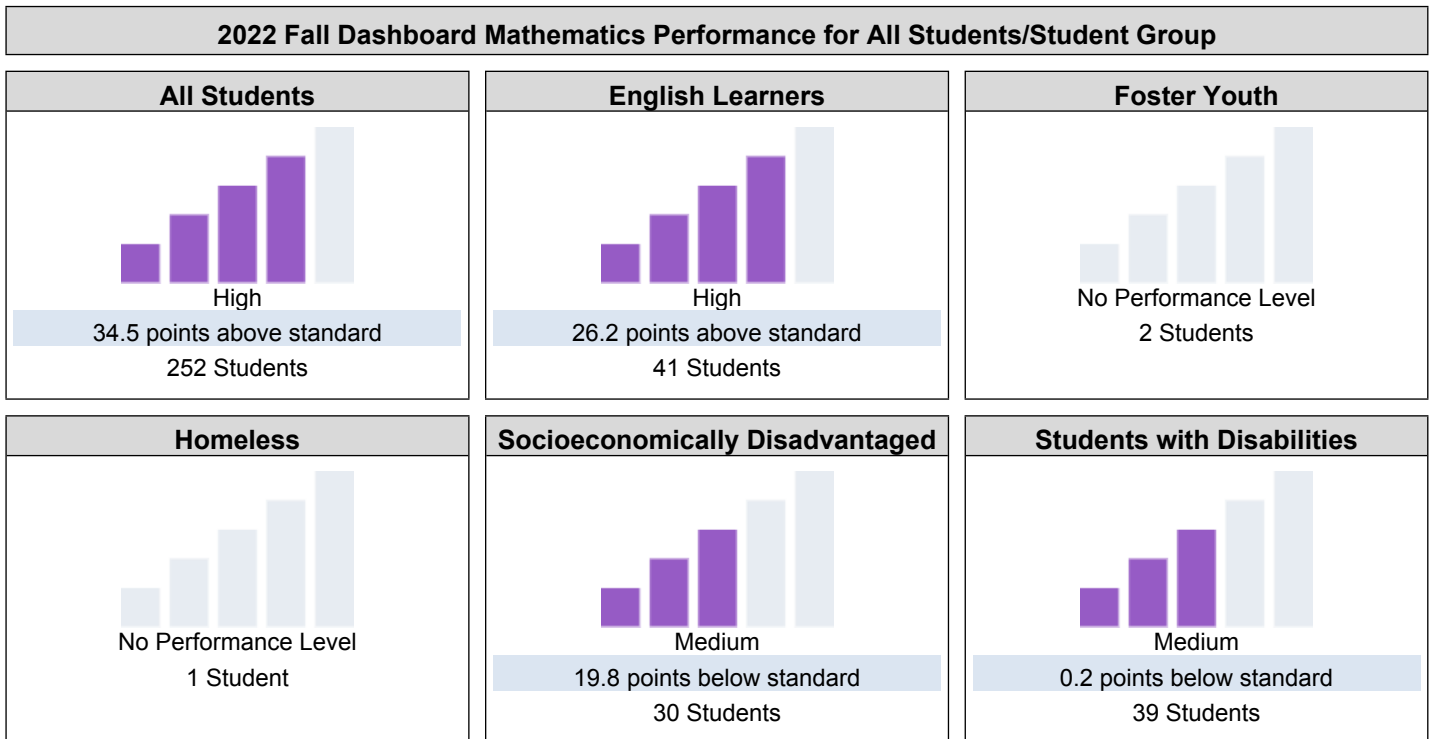 2022 Fall Dashboard Mathematics Performance for All Students/Student Group
All Students
High
34.5 points above standard
252 Students
English Learners
High
26.2 points above standard
41 Students
Foster Youth
No Performance Level
2 Students
Homeless
No Performance Level
1 Student
Socioeconomically Disadvantaged
Medium
19.8 points below standard
30 Students
Students with Disabilities
Medium
0.2 points below standard
39 Students